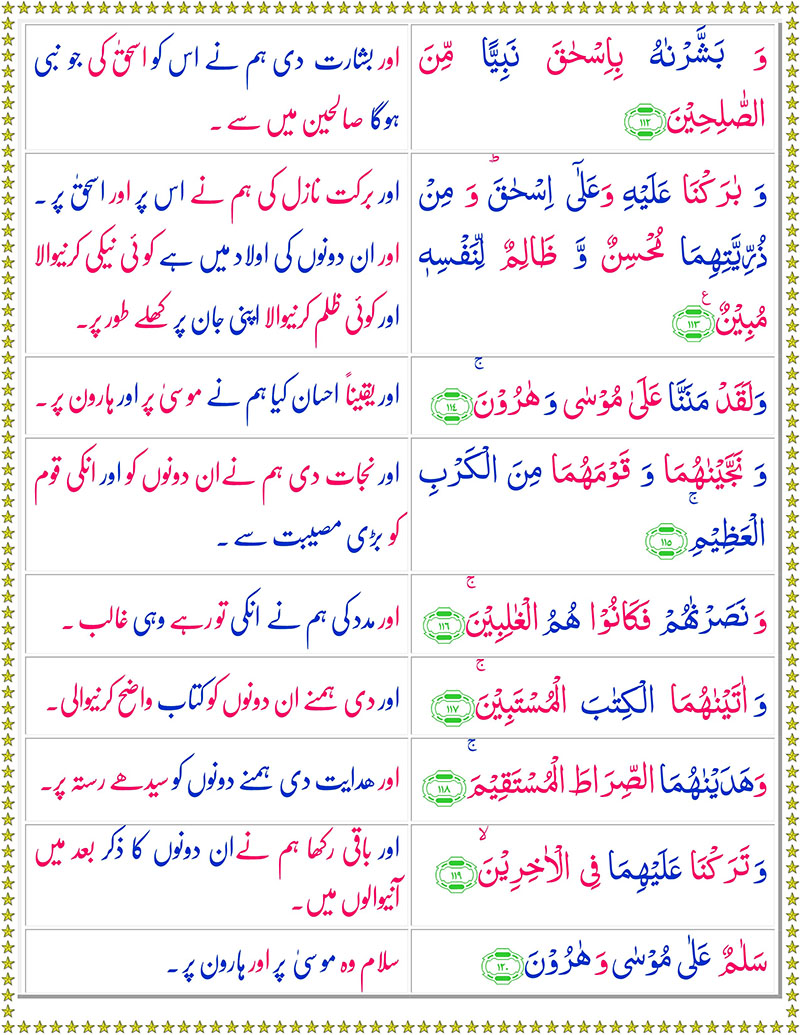 وَ بَشَّرْنٰهُ بِاِسْحٰقَ نَبِیًّا مِّنَ
الصّٰلِحِیْنَ ﴿۱۱۲﴾
اور بشارت دی ہم نے اس کو اسحٰق کی جو نبی
ہوگا صالحین میں سے ۔
وَ بٰرَكْنَا عَلَیْهِ وَعَلٰۤی اِسْحٰقَ ؕ وَ مِنْ
ذُرِّیَّتِهِمَا مُحْسِنٌ وَّ ظَالِمٌ لِّنَفْسِهٖ
مُبِیْنٌ ﴿۱۱۳﴾ ع
اور برکت نازل کی ہم نے اس پر اور اسحٰق پر ۔
اور ان دونوں کی اولاد میں ہے کوئی نیکی کرنیوالا
اور کوئی ظلم کرنیوالا اپنی جان پر کھلے طور پر۔
وَلَقَدْ مَنَنَّا عَلٰی مُوْسٰی وَ هٰرُوْنَ ۚ ﴿۱۱٤﴾
اور یقیناً احسان کیا ہم نے موسیٰ پر اور ہارون پر ۔
وَ نَجَّیْنٰهُمَا وَ قَوْمَهُمَا مِنَ الْكَرْبِ
الْعَظِیْمِ ۚ ﴿۱۱۵﴾
اور نجات دی ہم نے ان دونوں کو اور انکی قوم
کو بڑی مصیبت سے ۔
وَ نَصَرْنٰهُمْ فَكَانُوْا هُمُ الْغٰلِبِیْنَ ۚ ﴿۱۱٦﴾
اور مدد کی ہم نے انکی تو رہے وہی غالب ۔
وَ اٰتَیْنٰهُمَا الْكِتٰبَ الْمُسْتَبِیْنَ ۚ ﴿۱۱۷﴾
اور دی ہمنے ان دونوں کو کتاب واضح کرنیوالی۔
وَهَدَیْنٰهُمَا الصِّرَاطَ الْمُسْتَقِیْمَ ۚ ﴿۱۱۸﴾
اور ھدایت دی ہمنے دونوں کو سیدھے رستہ پر۔
وَ تَرَكْنَا عَلَیْهِمَا فِی الْاٰخِرِیْنَ ۙ ﴿۱۱۹﴾
اور باقی رکھا ہم نے ان دونوں کا ذکر بعد میں
آنیوالوں میں۔
سَلٰمٌ عَلٰی مُوْسٰی وَ هٰرُوْنَ ﴿۱۲۰﴾
سلام وہ موسیٰ پر اور ہارون پر ۔